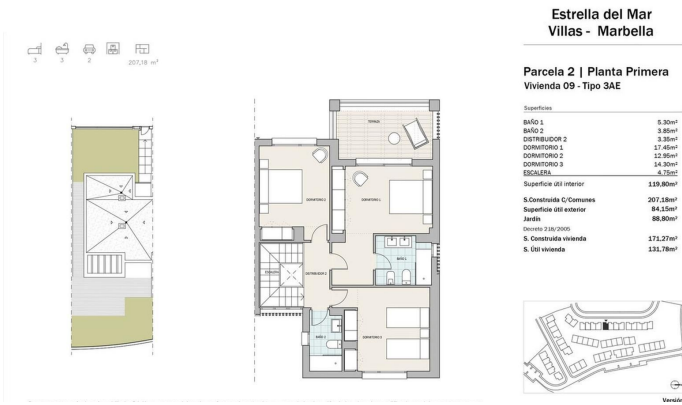 Estrella del Mar
Villas - Marbella
3 3 2 207,18 m²
Parcela 2 | Planta Primera
Vivienda 09 - Tipo 3AE
Superficies
BAÑO 1 5.30m²
BAÑO 2 3.85m²
DISTRIBUIDOR 2 3.35m²
DORMITORIO 1 17.45m²
DORMITORIO 2 12.95m²
DORMITORIO 3 14.30m²
ESCALERA 4.75m²
Superficie útil interior 119,80m²
S.Construida C/Comunes 207,18m²
Superficie útil exterior 84,15m²
Jardín 88,80m²
Decreto 218/2005
S. Construida vivienda 171,27m²
S. Útil vivienda 131,78m²
TERRAZA
DORMITORIO 2
DORMITORIO 1
ESCALERA
DISTRIBUIDOR 2
BAÑO 1
BAÑO 2
DORMITORIO 3
Versión